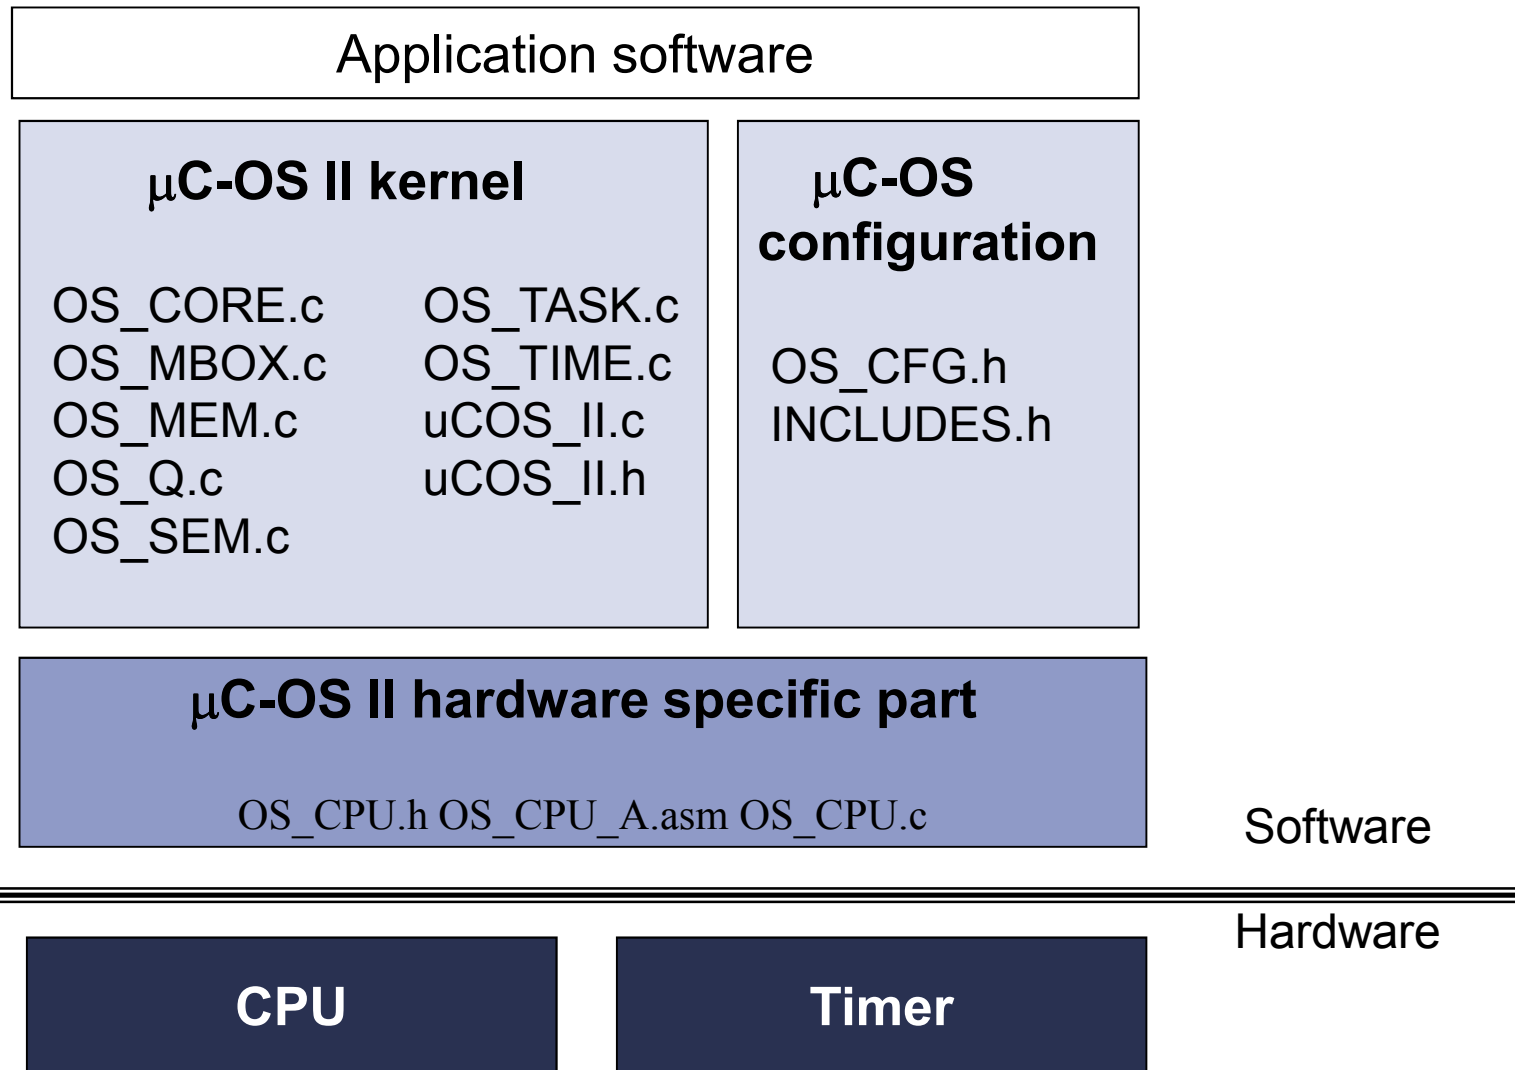 Application software
μC-OS II kernel
OS_CORE.c
OS_MBOX.c
OS_MEM.c
OS_Q.c
OS_SEM.c
OS_TASK.c
OS_TIME.c
uCOS_II.c
uCOS_II.h
μC-OS
configuration
OS_CFG.h
INCLUDES.h
μC-OS II hardware specific part
OS_CPU.h OS_CPU_A.asm OS_CPU.c
Software
Hardware
CPU
Timer